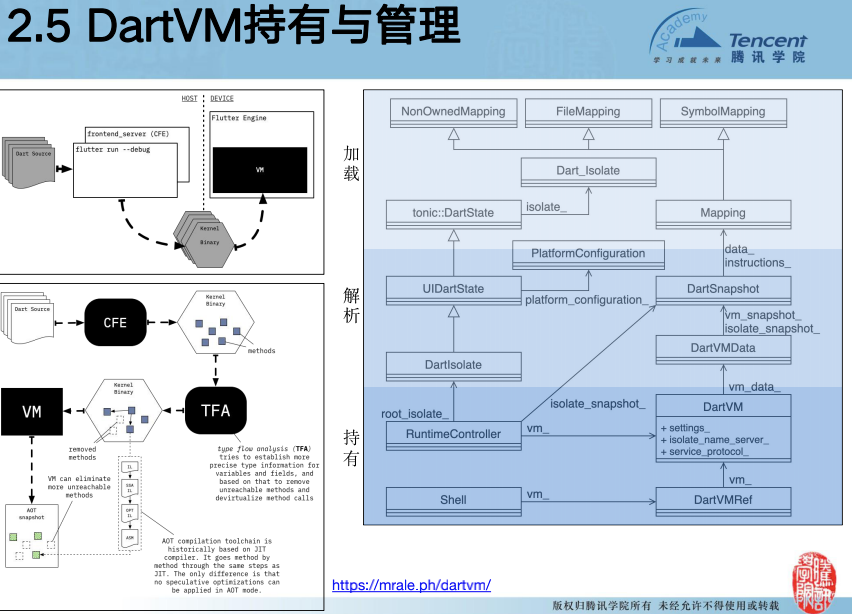 2.5 DartVM持有与管理
Academy
学习成就未来
Tencent
腾讯学院
HOST
DEVICE
Flutter Engine
frontend_server (CFE)
flutter run --debug
Dart Source
VM
Kernel
Binary
Dart Source
CFE
Kernel
Binary
methods
VM
Kernel
Binary
TFA
removed
methods
type flow analysis (TFA)
tries to establish more
precise type information for
variables and fields, and
based on that to remove
unreachable methods and
devirtualize method calls
VM can eliminate
more unreachable
methods
IL
SSA
IL
OPT
IL
ASM
AOT
snapshot
AOT compilation toolchain is
historically based on JIT
compiler. It goes method by
method through the same steps as
JIT. The only difference is that
no speculative optimizations can
be applied in AOT mode.
加载
NonOwnedMapping
FileMapping
SymbolMapping
Dart_Isolate
isolate_
tonic::DartState
Mapping
解析
PlatformConfiguration
data_
instructions_
UIDartState
platform_configuration_
DartSnapshot
vm_snapshot_
isolate_snapshot_
DartIsolate
DartVMData
持有
root_isolate_
isolate_snapshot_
vm_data_
RuntimeController
vm_
DartVM
+ settings_
+ isolate_name_server_
+ service_protocol_
vm_
Shell
vm_
DartVMRef
https://mrale.ph/dartvm/
版权归腾讯学院所有 未经允许不得使用或转载